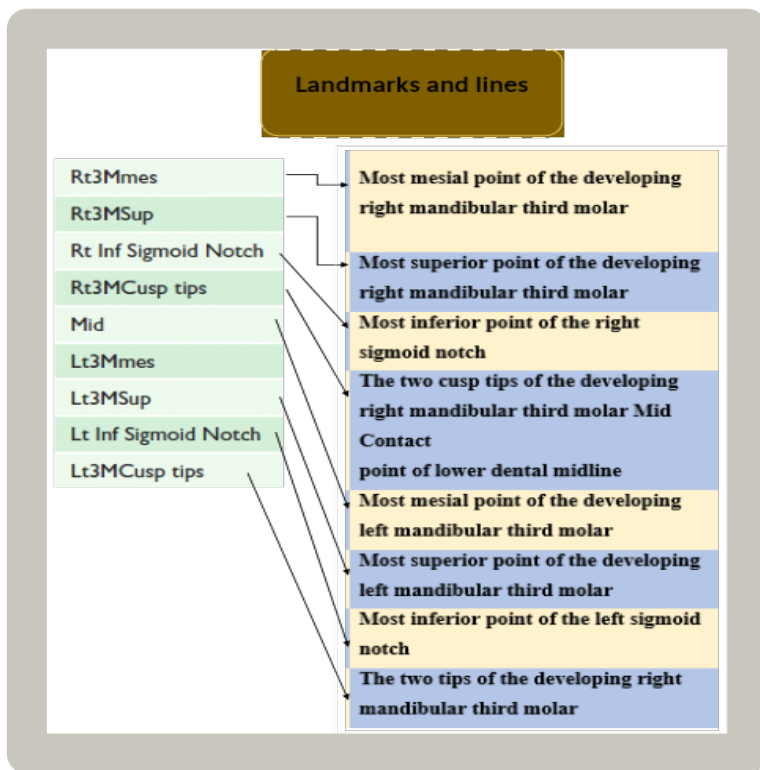 Landmarks and lines
Rt3Mmes
Rt3MSup
Rt Inf Sigmoid Notch
Rt3MCusp tips
Mid
Lt3Mmes
Lt3MSup
Lt Inf Sigmoid Notch
Lt3MCusp tips
Most mesial point of the developing
right mandibular third molar
Most superior point of the developing
right mandibular third molar
Most inferior point of the right
sigmoid notch
The two cusp tips of the developing
right mandibular third molar Mid
Contact
point of lower dental midline
Most mesial point of the developing
left mandibular third molar
Most superior point of the developing
left mandibular third molar
Most inferior point of the left sigmoid
notch
The two tips of the developing right
mandibular third molar